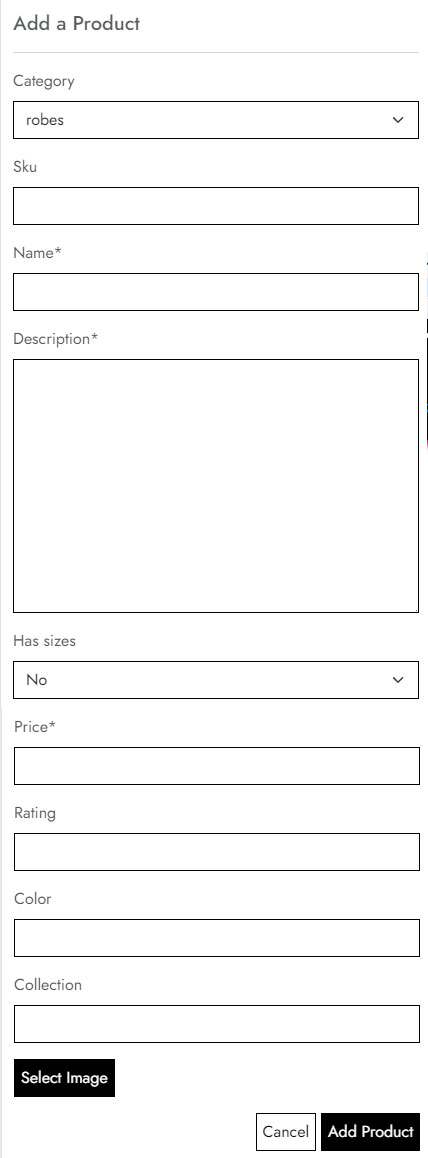 Add a Product
Category
robes
Sku
Name*
Description*
Has sizes
No
Price*
Rating
Color
Collection
Select Image
Cancel
Add Product